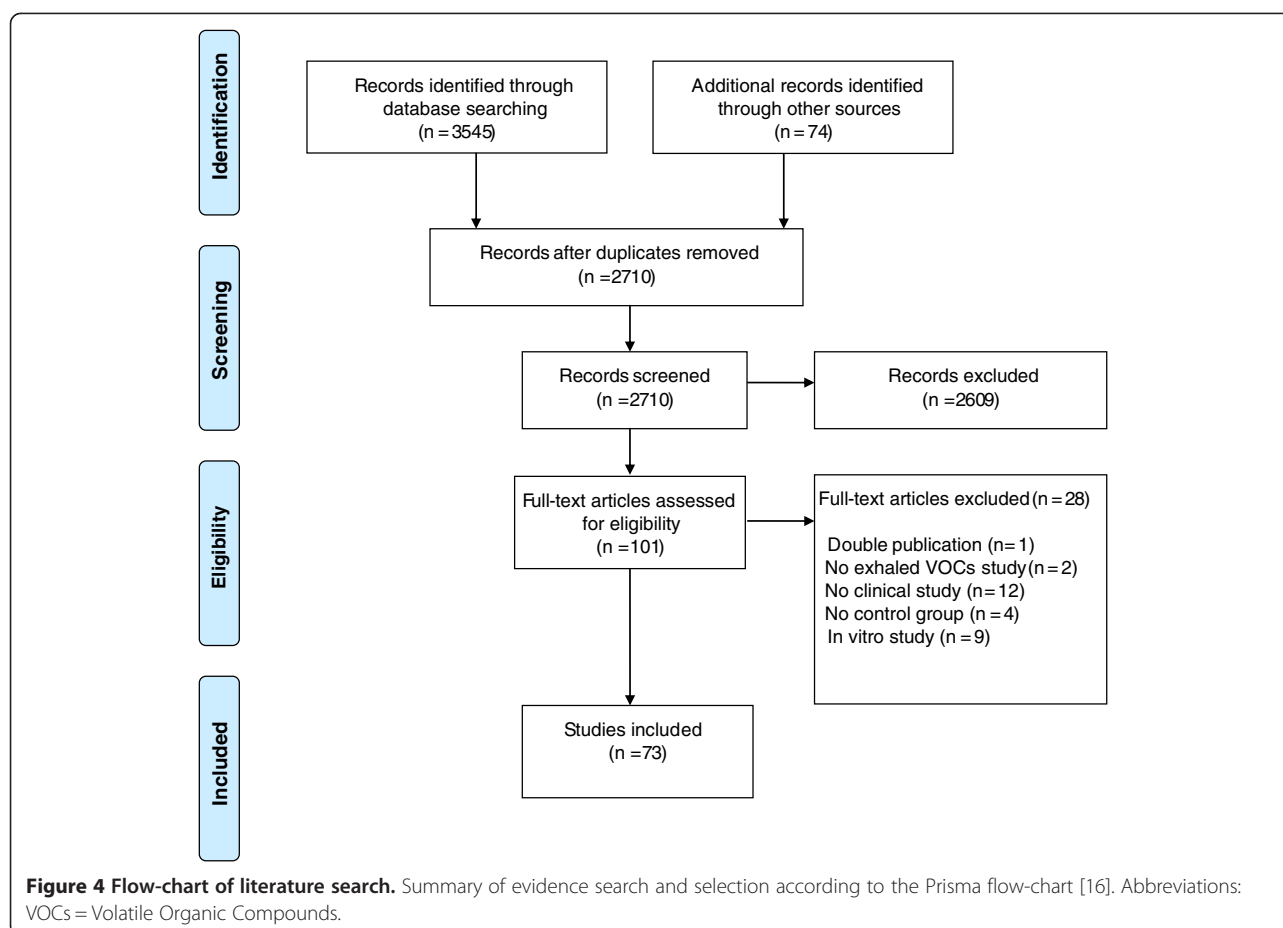 Identification
Records identified through
database searching
(n = 3545)
Additional records identified
through other sources
(n = 74)
Screening
Records after duplicates removed
(n =2710)
Records screened
(n =2710)
Records excluded
(n =2609)
Eligibility
Full-text articles assessed
for eligibility
(n =101)
Full-text articles excluded (n = 28)
Double publication (n= 1)
No exhaled VOCs study (n = 2)
No clinical study (n = 12)
No control group (n = 4)
In vitro study (n = 9)
Included
Studies included
(n =73)
Figure 4 Flow-chart of literature search. Summary of evidence search and selection according to the Prisma flow-chart [16]. Abbreviations:
VOCs = Volatile Organic Compounds.